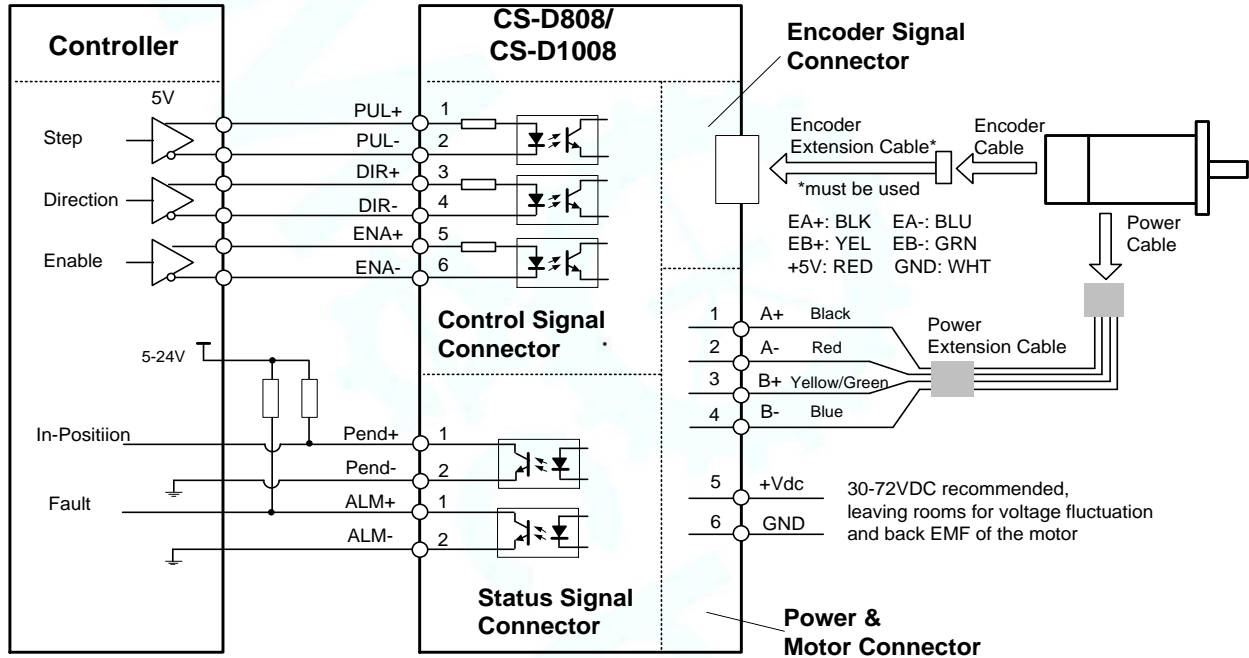 Controller
CS-D808/
CS-D1008
Encoder Signal
Connector
5V
Step
Direction
Enable
PUL+ 1
PUL- 2
DIR+ 3
DIR- 4
ENA+ 5
ENA- 6
Control Signal
Connector
Encoder
Extension Cable*
*must be used
Encoder
Cable
EA+: BLK EA-: BLU
EB+: YEL EB-: GRN
+5V: RED GND: WHT
Power
Cable
1 A+ Black
2 A- Red
3 B+ Yellow/Green
4 B- Blue
Power
Extension Cable
5-24V
In-Positiion
Fault
Pend+ 1
Pend- 2
ALM+ 1
ALM- 2
5 +Vdc
6 GND
30-72VDC recommended,
leaving rooms for voltage fluctuation
and back EMF of the motor
Status Signal
Connector
Power &
Motor Connector